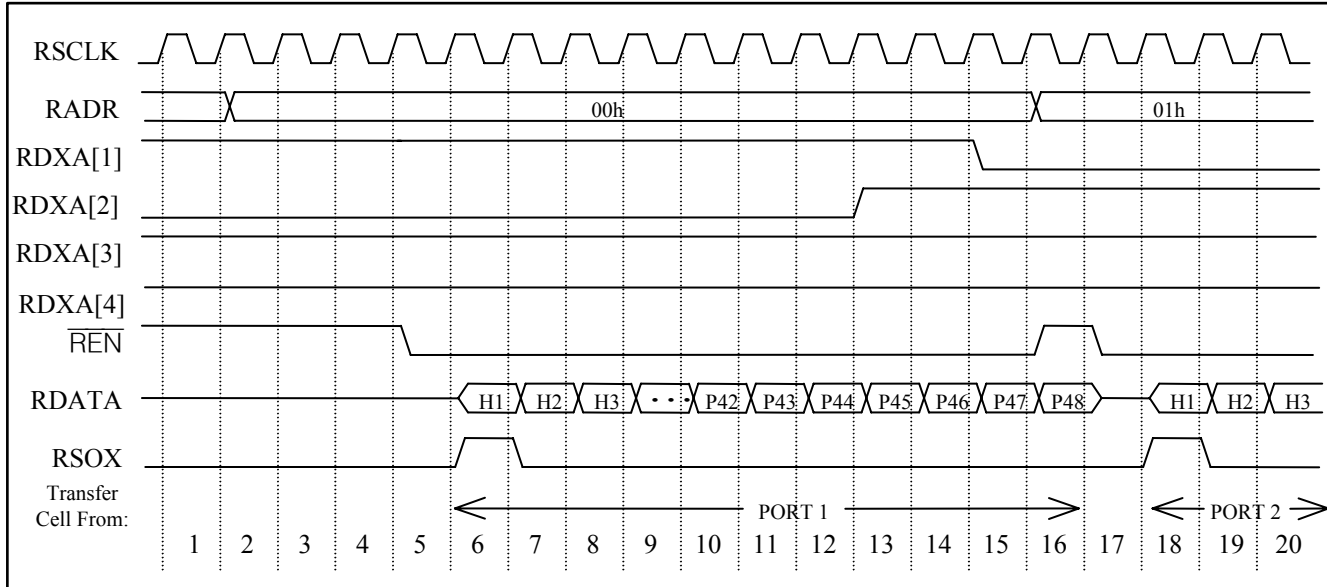 RSCLK
RADR 00h 01h
RDXA[1]
RDXA[2]
RDXA[3]
RDXA[4]
REN
RDATA H1 H2 H3 ... P42 P43 P44 P45 P46 P47 P48 H1 H2 H3
RSOX
Transfer
Cell From: PORT 1 PORT 2
1 2 3 4 5 6 7 8 9 10 11 12 13 14 15 16 17 18 19 20